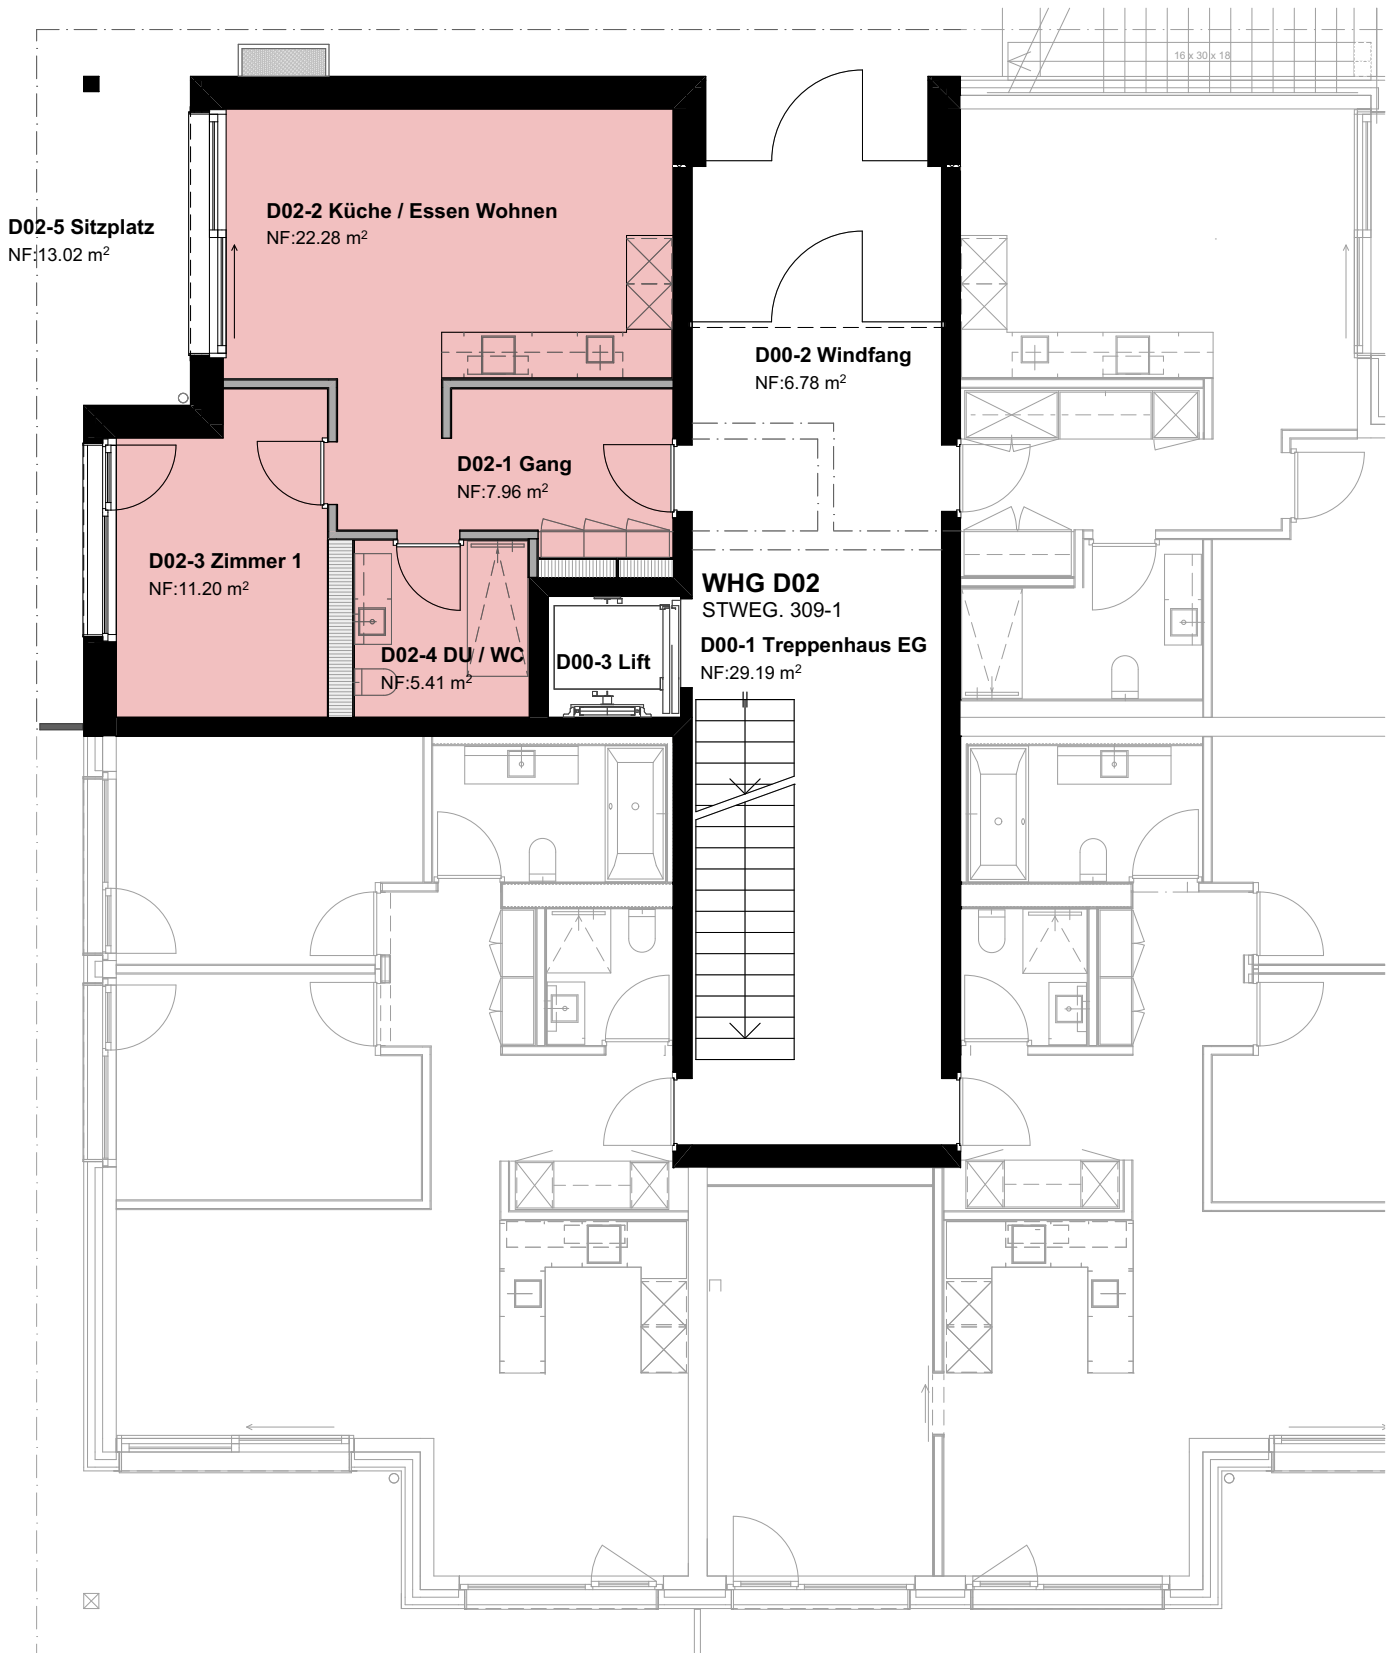 16 x 30 x 18
D02-2 Küche / Essen Wohnen
NF:22.28 m²
D02-5 Sitzplatz
NF:13.02 m²
D00-2 Windfang
NF:6.78 m²
D02-1 Gang
NF:7.96 m²
D02-3 Zimmer 1
NF:11.20 m²
WHG D02
STWEG. 309-1
D00-1 Treppenhaus EG
NF:29.19 m²
D02-4 DU / WC
NF:5.41 m²
D00-3 Lift